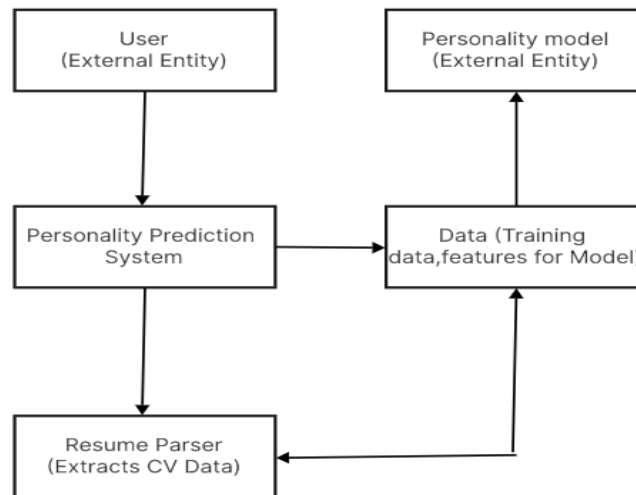 User
(External Entity)
Personality model
(External Entity)
Personality Prediction
System
Data (Training
data,features for Model)
Resume Parser
(Extracts CV Data)